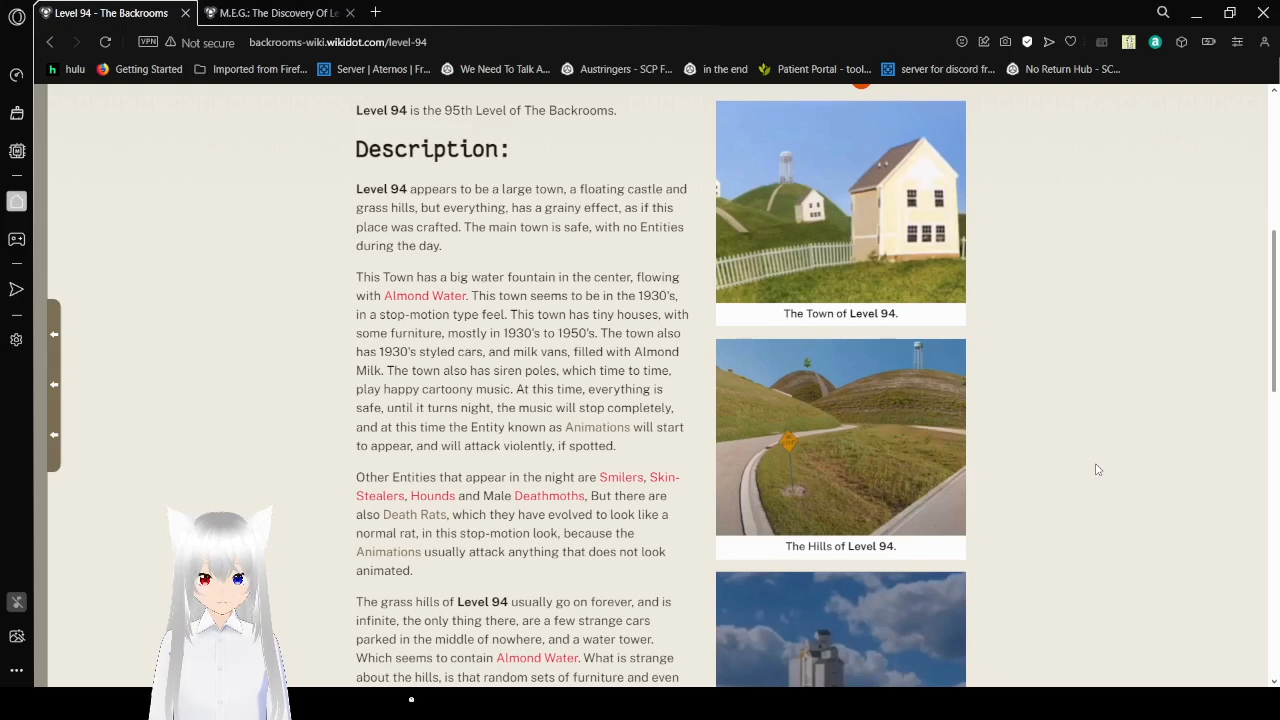 Level 94 - The Backrooms
M.E.G.: The Discovery Of Le
VPN
Not secure
backrooms-wiki.wikidot.com/level-94
hulu
Getting Started
Imported from Firef...
Server | Aternos | Fr...
We Need To Talk A...
Austringers - SCP F...
in the end
Patient Portal - tool...
server for discord fr...
No Return Hub - SC...
Level 94 is the 95th Level of The Backrooms.
Description:
Level 94 appears to be a large town, a floating castle and
grass hills, but everything, has a grainy effect, as if this
place was crafted. The main town is safe, with no Entities
during the day.
This Town has a big water fountain in the center, flowing
with Almond Water. This town seems to be in the 1930's,
in a stop-motion type feel. This town has tiny houses, with
some furniture, mostly in 1930's to 1950's. The town also
has 1930's styled cars, and milk vans, filled with Almond
Milk. The town also has siren poles, which time to time,
play happy cartoony music. At this time, everything is
safe, until it turns night, the music will stop completely,
and at this time the Entity known as Animations will start
to appear, and will attack violently, if spotted.
Other Entities that appear in the night are Smilers, Skin-
Stealers, Hounds and Male Deathmoths, But there are
also Death Rats, which they have evolved to look like a
normal rat, in this stop-motion look, because the
Animations usually attack anything that does not look
animated.
The grass hills of Level 94 usually go on forever, and is
infinite, the only thing there, are a few strange cars
parked in the middle of nowhere, and a water tower.
Which seems to contain Almond Water. What is strange
about the hills, is that random sets of furniture and even
The Town of Level 94.
The Hills of Level 94.